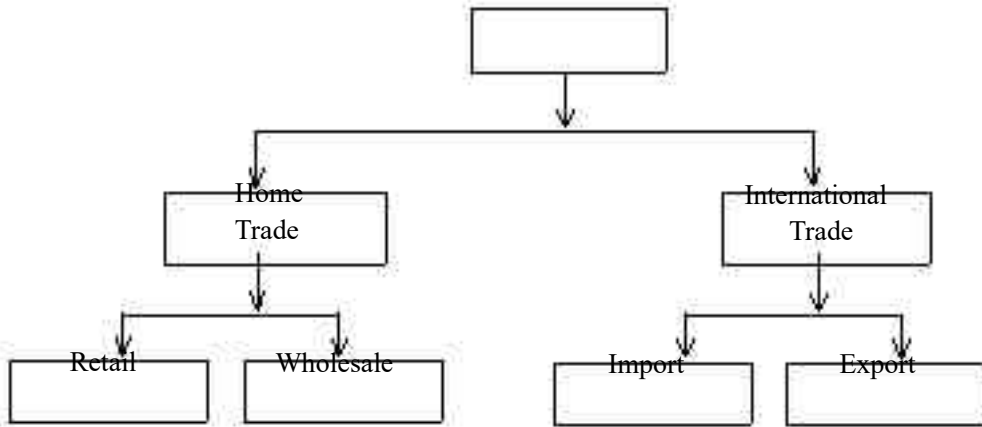 Home
Trade
International
Trade
Retail
Wholesale
Import
Export